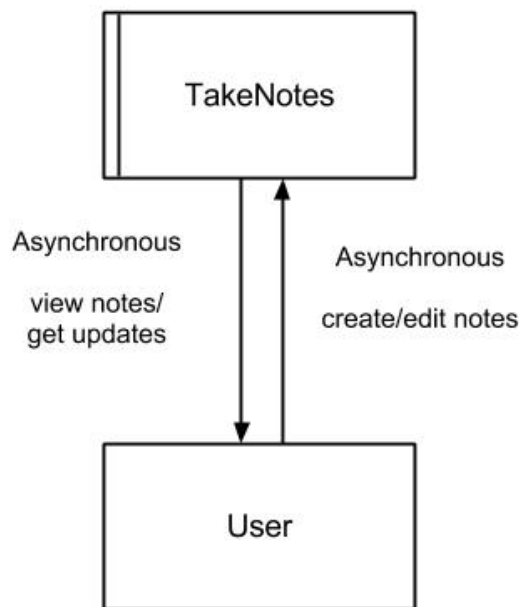 TakeNotes
Asynchronous
view notes/
get updates
Asynchronous
create/edit notes
User